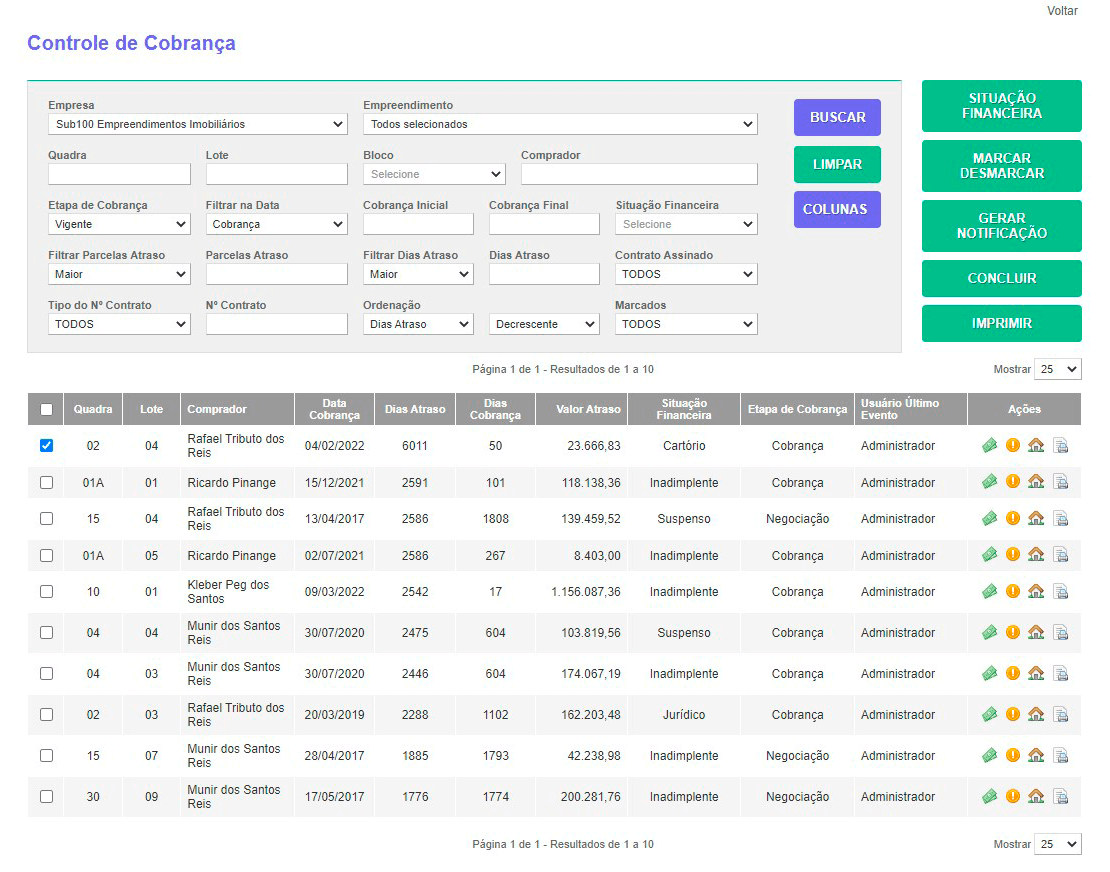 Voltar
Controle de Cobrança
Empresa Empreendimento
Sub100 Empreendimentos Imobiliários Todos selecionados
Quadra Lote Bloco Comprador
Selecione
Etapa de Cobrança Filtrar na Data Cobrança Inicial Cobrança Final Situação Financeira
Vigente Cobrança Selecione
Filtrar Parcelas Atraso Parcelas Atraso Filtrar Dias Atraso Dias Atraso Contrato Assinado
Maior Maior TODOS
Tipo do Nº Contrato Nº Contrato Ordenação Marcados
TODOS Dias Atraso Decrescente TODOS
BUSCAR
LIMPAR
COLUNAS
SITUAÇÃO
FINANCEIRA
MARCAR
DESMARCAR
GERAR
NOTIFICAÇÃO
CONCLUIR
IMPRIMIR
Página 1 de 1 - Resultados de 1 a 10 Mostrar 25
Quadra Lote Comprador Data Cobrança Dias Atraso Dias Cobrança Valor Atraso Situação Financeira Etapa de Cobrança Usuário Último Evento Ações
02 04 Rafael Tributo dos Reis 04/02/2022 6011 50 23.666,83 Cartório Cobrança Administrador
01A 01 Ricardo Pinange 15/12/2021 2591 101 118.138,36 Inadimplente Cobrança Administrador
15 04 Rafael Tributo dos Reis 13/04/2017 2586 1808 139.459,52 Suspenso Negociação Administrador
01A 05 Ricardo Pinange 02/07/2021 2586 267 8.403,00 Inadimplente Cobrança Administrador
10 01 Kleber Peg dos Santos 09/03/2022 2542 17 1.156.087,36 Inadimplente Cobrança Administrador
04 04 Munir dos Santos Reis 30/07/2020 2475 604 103.819,56 Suspenso Cobrança Administrador
04 03 Munir dos Santos Reis 30/07/2020 2446 604 174.067,19 Inadimplente Cobrança Administrador
02 03 Rafael Tributo dos Reis 20/03/2019 2288 1102 162.203,48 Jurídico Cobrança Administrador
15 07 Munir dos Santos Reis 28/04/2017 1885 1793 42.238,98 Inadimplente Negociação Administrador
30 09 Munir dos Santos Reis 17/05/2017 1776 1774 200.281,76 Inadimplente Negociação Administrador
Página 1 de 1 - Resultados de 1 a 10 Mostrar 25